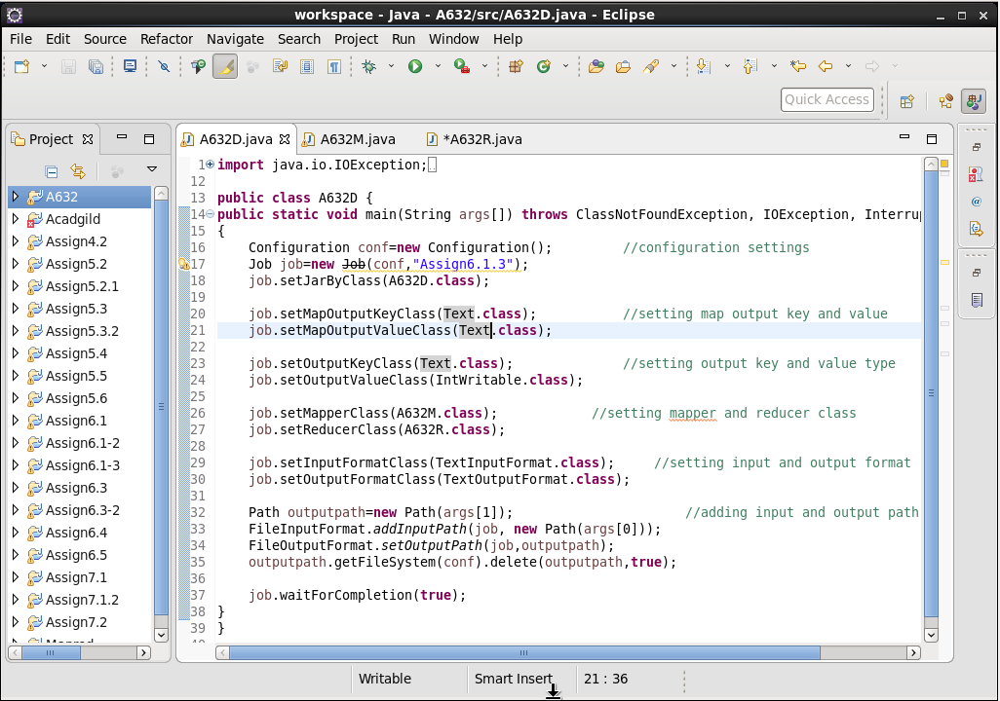 workspace - Java - A632/src/A632D.java - Eclipse
File Edit Source Refactor Navigate Search Project Run Window Help
Quick Access
Project
A632D.java A632M.java *A632R.java
A632
Acadgild
Assign4.2
Assign5.2
Assign5.2.1
Assign5.3
Assign5.3.2
Assign5.4
Assign5.5
Assign5.6
Assign6.1
Assign6.1-2
Assign6.1-3
Assign6.3
Assign6.3-2
Assign6.4
Assign6.5
Assign7.1
Assign7.1.2
Assign7.2
1 import java.io.IOException;
12
13 public class A632D {
14 public static void main(String args[]) throws ClassNotFoundException, IOException, Interrup
15 {
16 Configuration conf=new Configuration(); //configuration settings
17 Job job=new Job(conf,"Assign6.1.3");
18 job.setJarByClass(A632D.class);
19
20 job.setMapOutputKeyClass(Text.class); //setting map output key and value
21 job.setMapOutputValueClass(Text.class);
22
23 job.setOutputKeyClass(Text.class); //setting output key and value type
24 job.setOutputValueClass(IntWritable.class);
25
26 job.setMapperClass(A632M.class); //setting mapper and reducer class
27 job.setReducerClass(A632R.class);
28
29 job.setInputFormatClass(TextInputFormat.class); //setting input and output format
30 job.setOutputFormatClass(TextOutputFormat.class);
31
32 Path outputpath=new Path(args[1]); //adding input and output path
33 FileInputFormat.addInputPath(job, new Path(args[0]));
34 FileOutputFormat.setOutputPath(job,outputpath);
35 outputpath.getFileSystem(conf).delete(outputpath,true);
36
37 job.waitForCompletion(true);
38 }
39 }
Writable Smart Insert 21 : 36